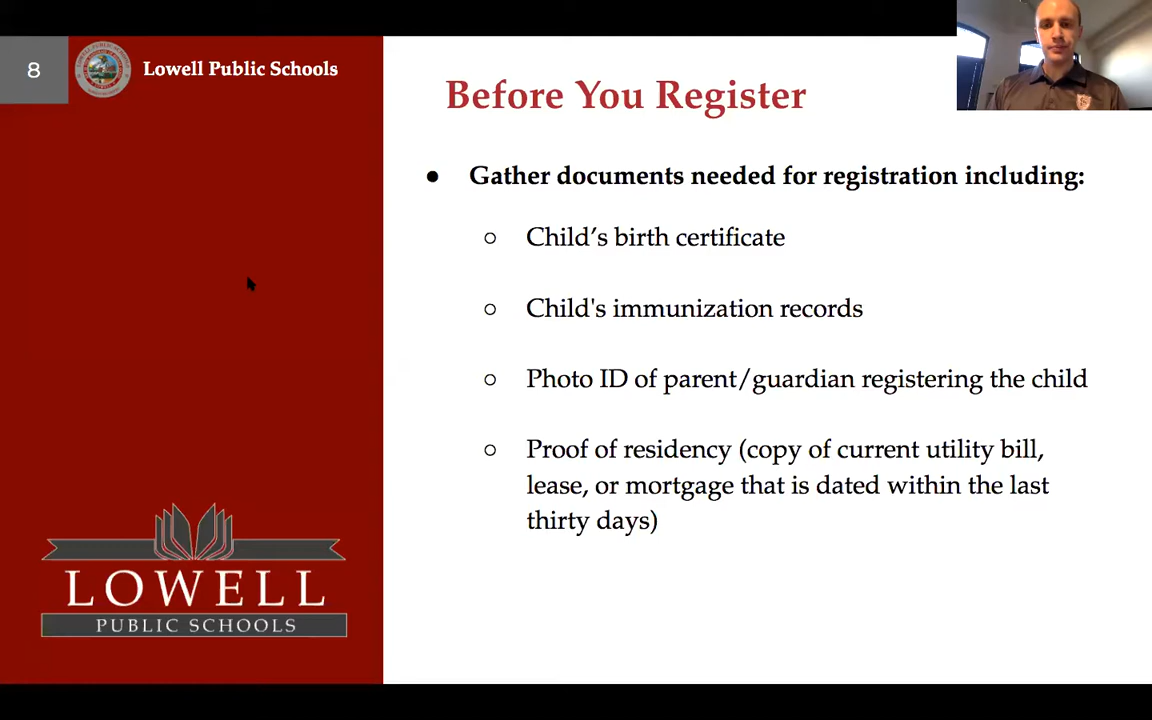 8
Lowell Public Schools
Before You Register
● Gather documents needed for registration including:
○ Child’s birth certificate
○ Child's immunization records
○ Photo ID of parent/guardian registering the child
○ Proof of residency (copy of current utility bill,
lease, or mortgage that is dated within the last
thirty days)
LOWELL
PUBLIC SCHOOLS